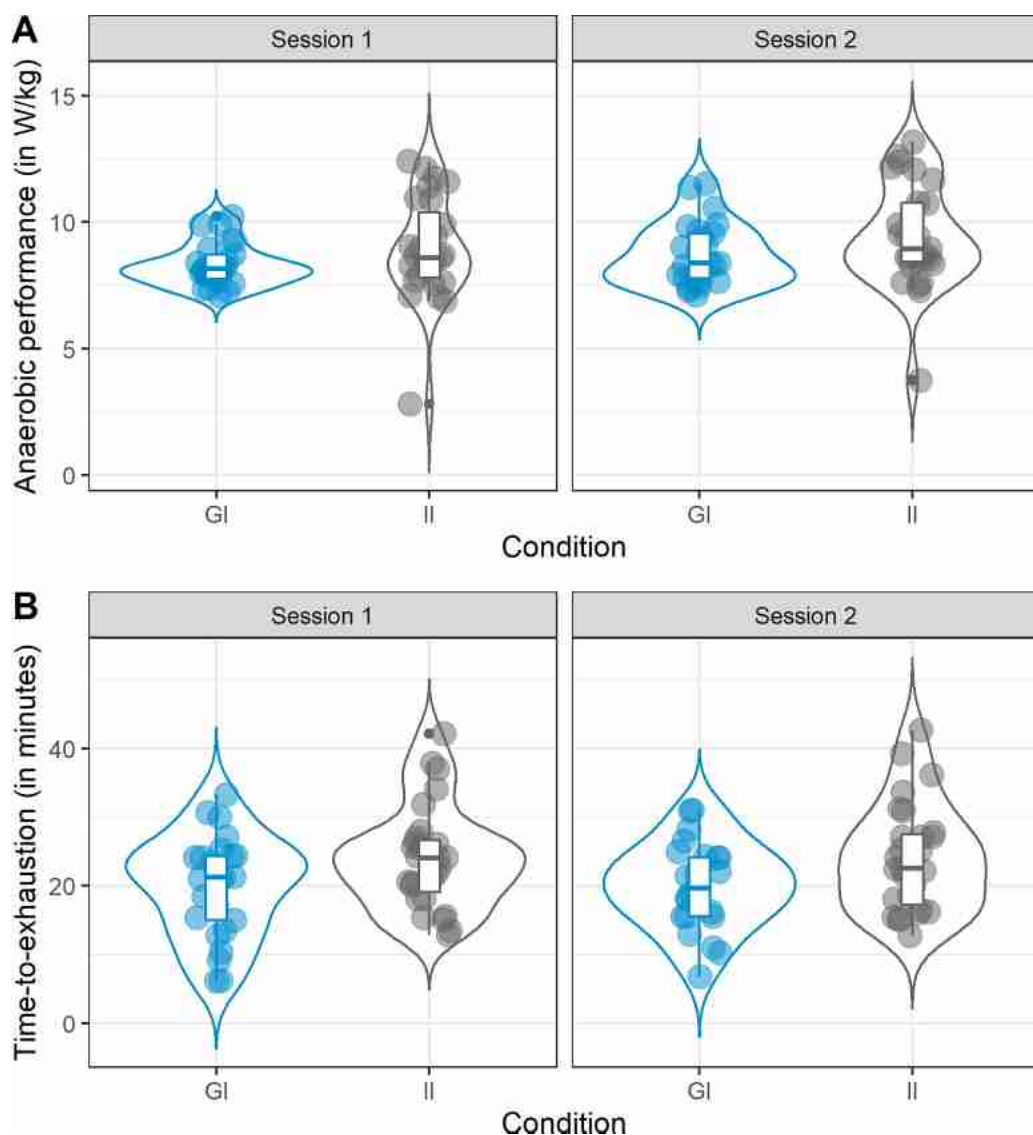 A
Session 1
Session 2
Anaerobic performance (in W/kg)
15
10
5
0
GI
II
GI
II
Condition
B
Session 1
Session 2
Time-to-exhaustion (in minutes)
40
20
0
GI
II
GI
II
Condition